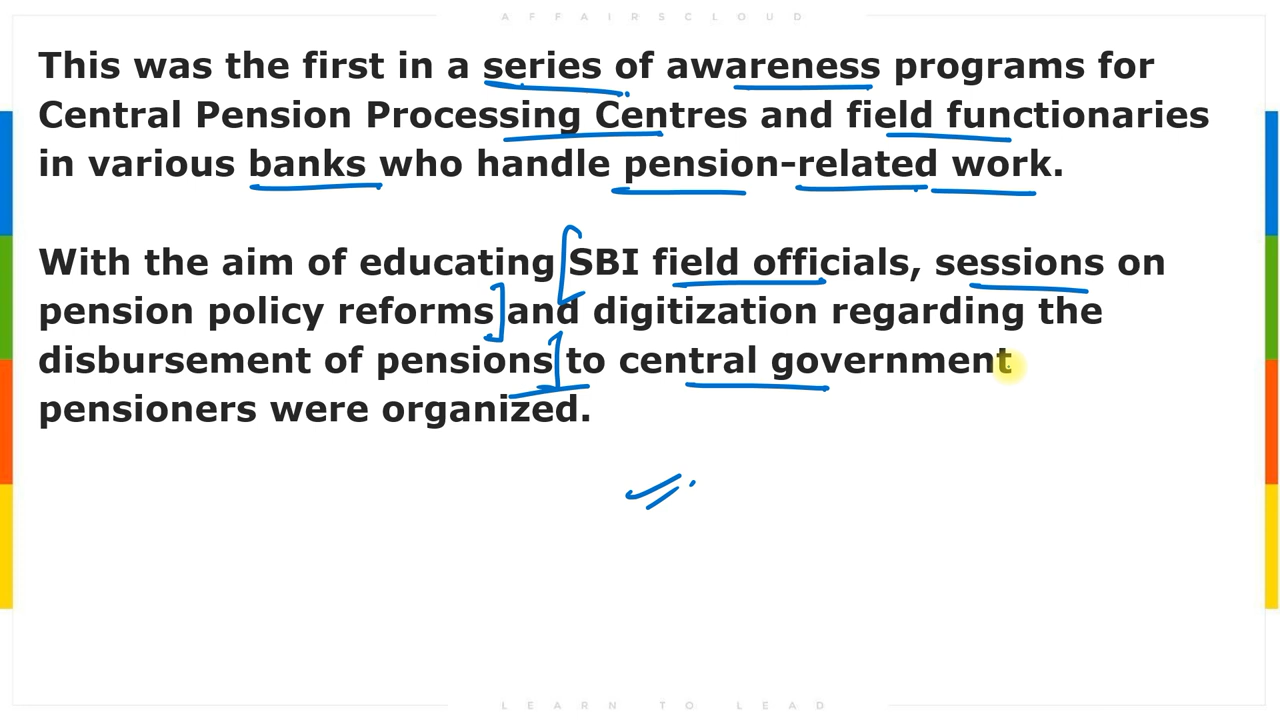 AFFAIRSCLOUD
This was the first in a series of awareness programs for
Central Pension Processing Centres and field functionaries
in various banks who handle pension-related work.
With the aim of educating SBI field officials, sessions on
pension policy reforms and digitization regarding the
disbursement of pensions to central government
pensioners were organized.
LEARN TO LEAD